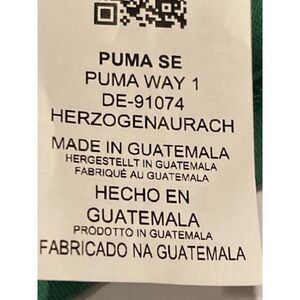 PUMA SE
PUMA WAY 1
DE-91074
HERZOGENAURACH
MADE IN GUATEMALA
HERGESTELLT IN GUATEMALA
FABRIQUÉ AU GUATEMALA
HECHO EN
GUATEMALA
PRODOTTO IN GUATEMALA
FABRICADO NA GUATEMALA